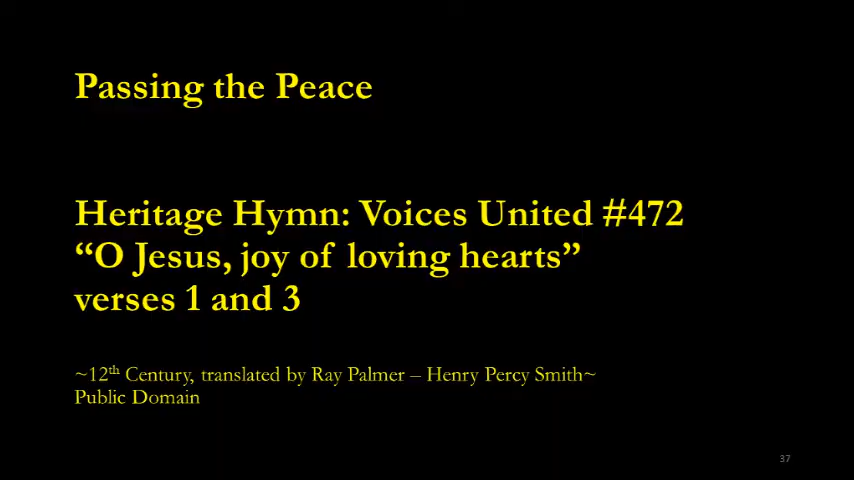 Passing the Peace
Heritage Hymn: Voices United #472
“O Jesus, joy of loving hearts”
verses 1 and 3
~12th Century, translated by Ray Palmer – Henry Percy Smith~
Public Domain
37